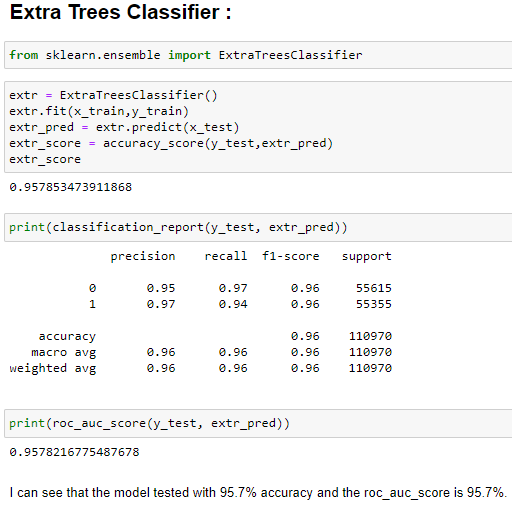 Extra Trees Classifier :
from sklearn.ensemble import ExtraTreesClassifier
extr = ExtraTreesClassifier()
extr.fit(x_train,y_train)
extr_pred = extr.predict(x_test)
extr_score = accuracy_score(y_test,extr_pred)
extr_score
0.957853473911868
print(classification_report(y_test, extr_pred))
precision recall f1-score support
0 0.95 0.97 0.96 55615
1 0.97 0.94 0.96 55355
accuracy 0.96 110970
macro avg 0.96 0.96 0.96 110970
weighted avg 0.96 0.96 0.96 110970
print(roc_auc_score(y_test, extr_pred))
0.9578216775487678
I can see that the model tested with 95.7% accuracy and the roc_auc_score is 95.7%.